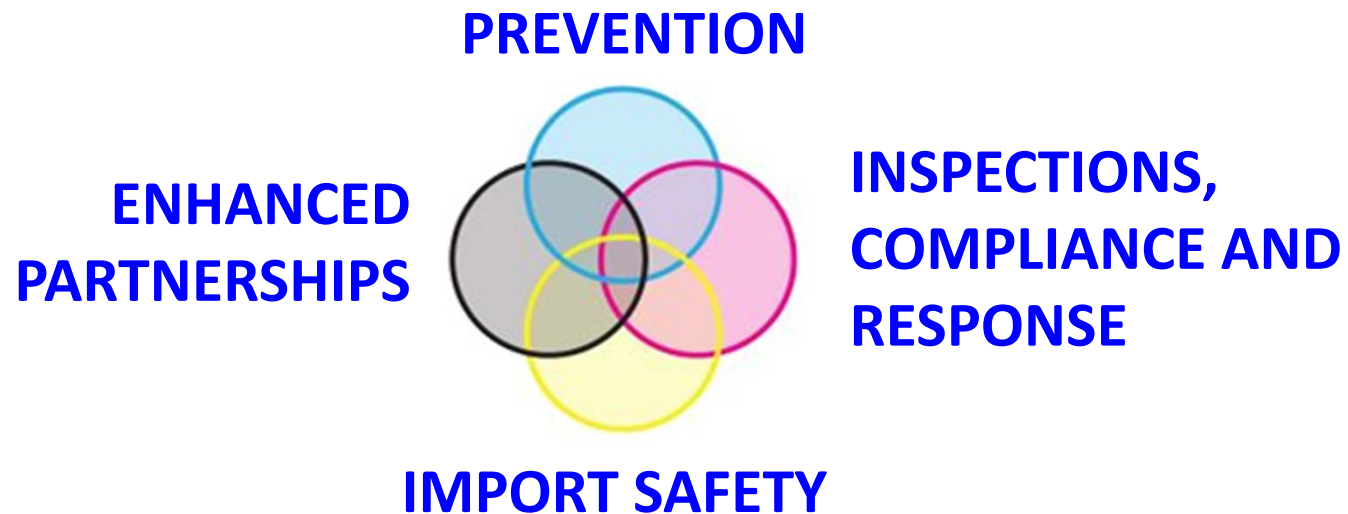 PREVENTION
ENHANCED
PARTNERSHIPS
INSPECTIONS,
COMPLIANCE AND
RESPONSE
IMPORT SAFETY